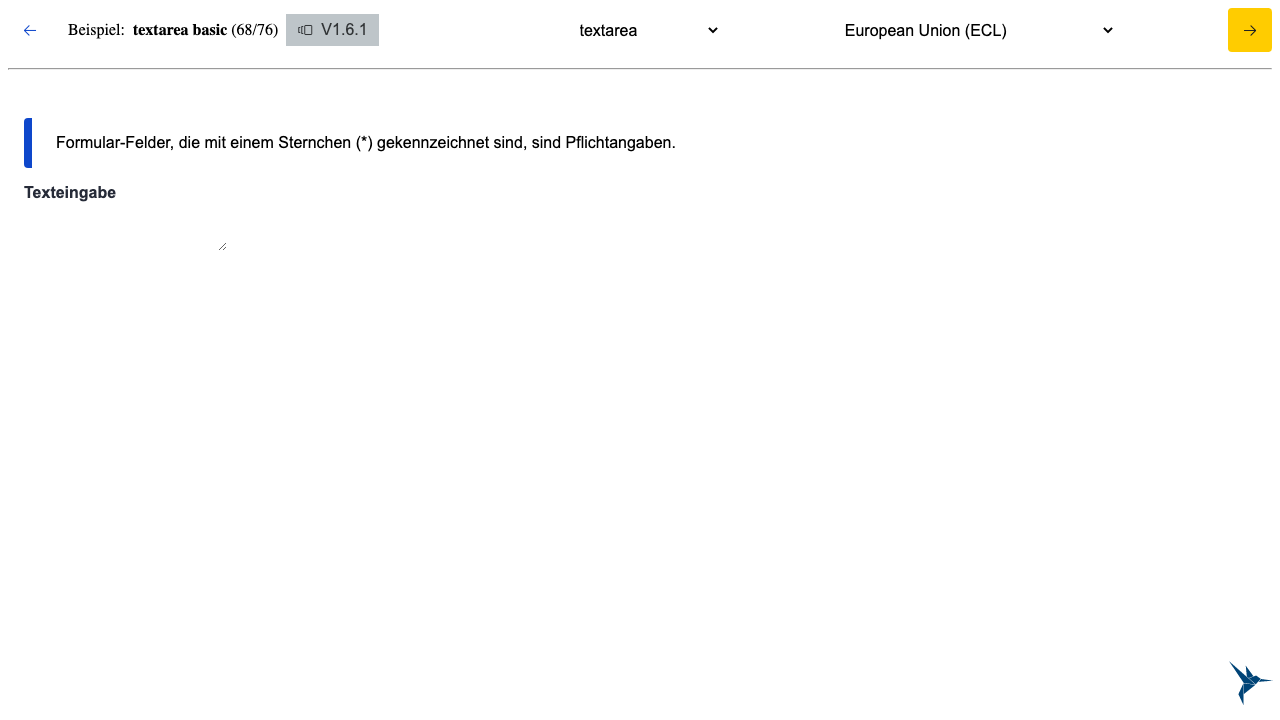 Beispiel: textarea basic (68/76) V1.6.1 textarea European Union (ECL)
Formular-Felder, die mit einem Sternchen (*) gekennzeichnet sind, sind Pflichtangaben.
Texteingabe